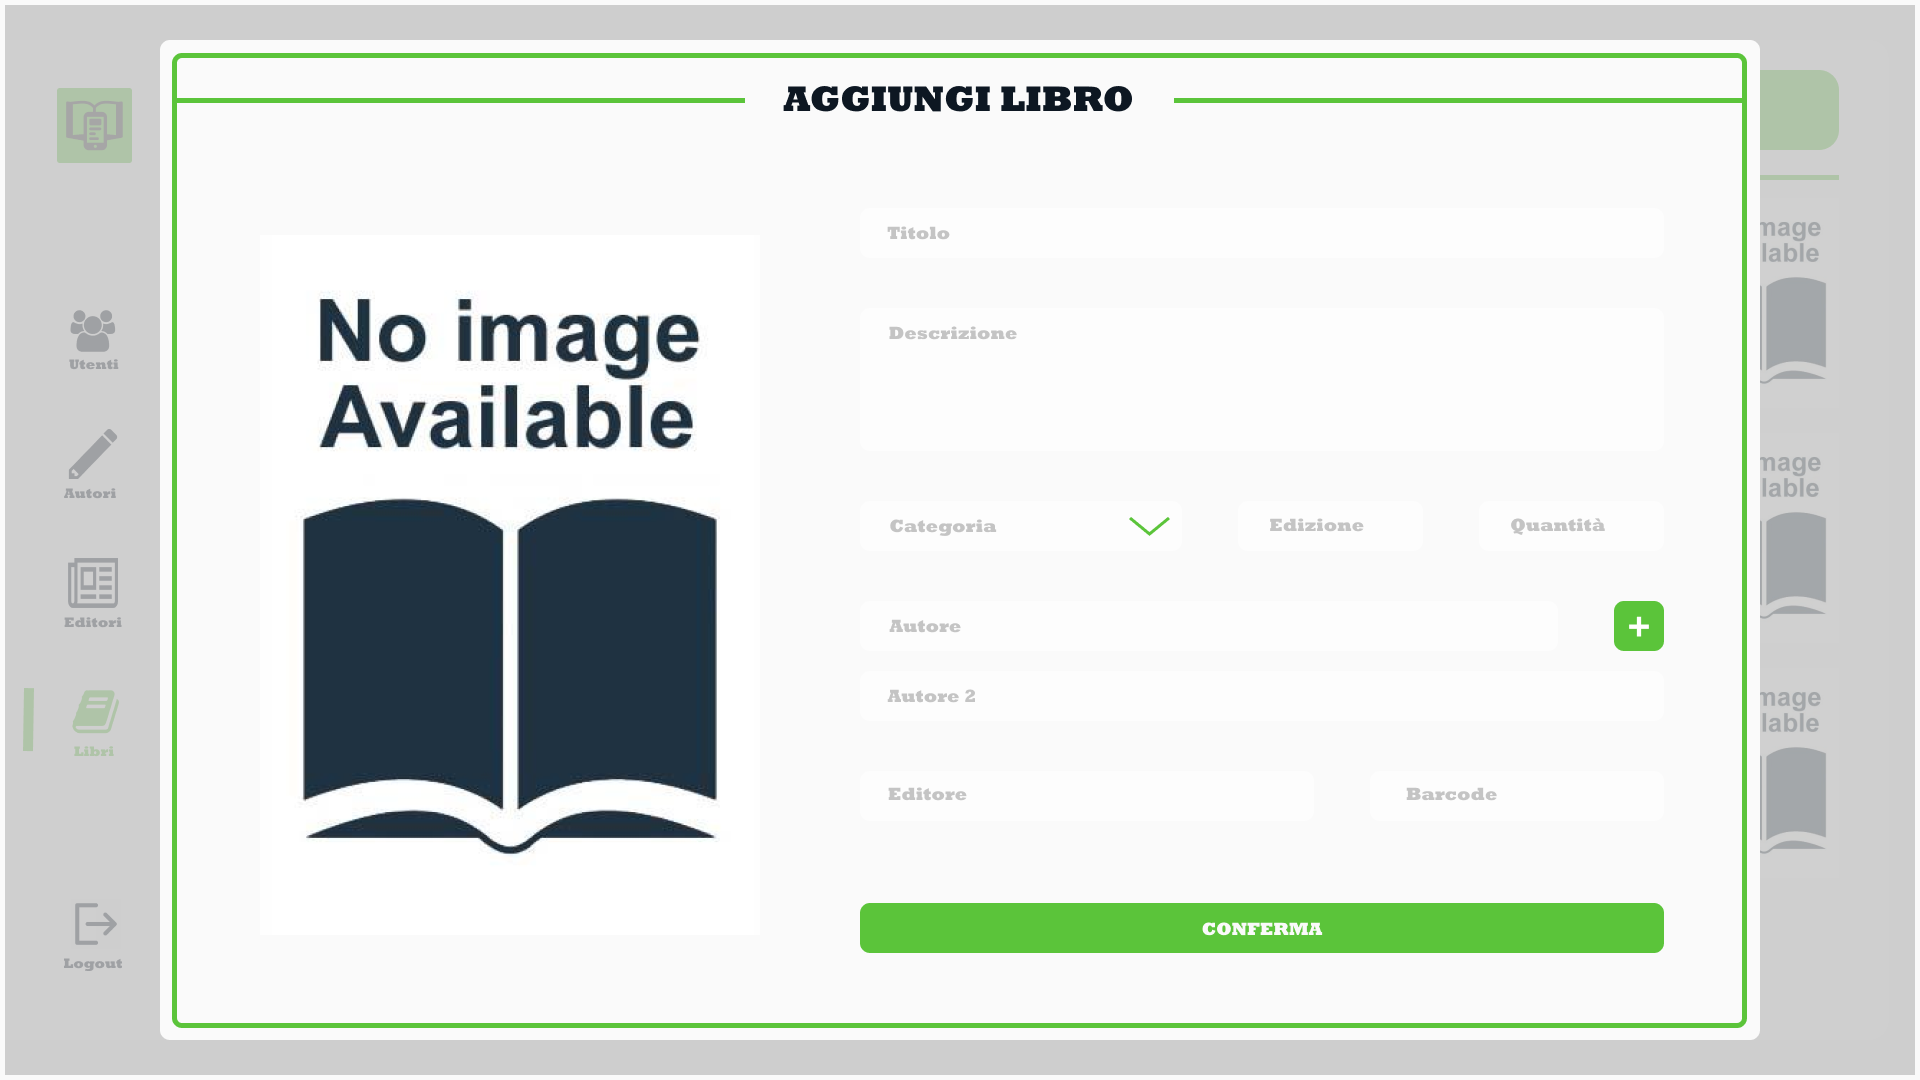 AGGIUNGI LIBRO
Utenti
Autori
Editori
Libri
Logout
No image
Available
Titolo
Descrizione
Categoria
Edizione
Quantità
Autore
+
Autore 2
Editore
Barcode
CONFERMA
mage
lable
mage
lable
mage
lable